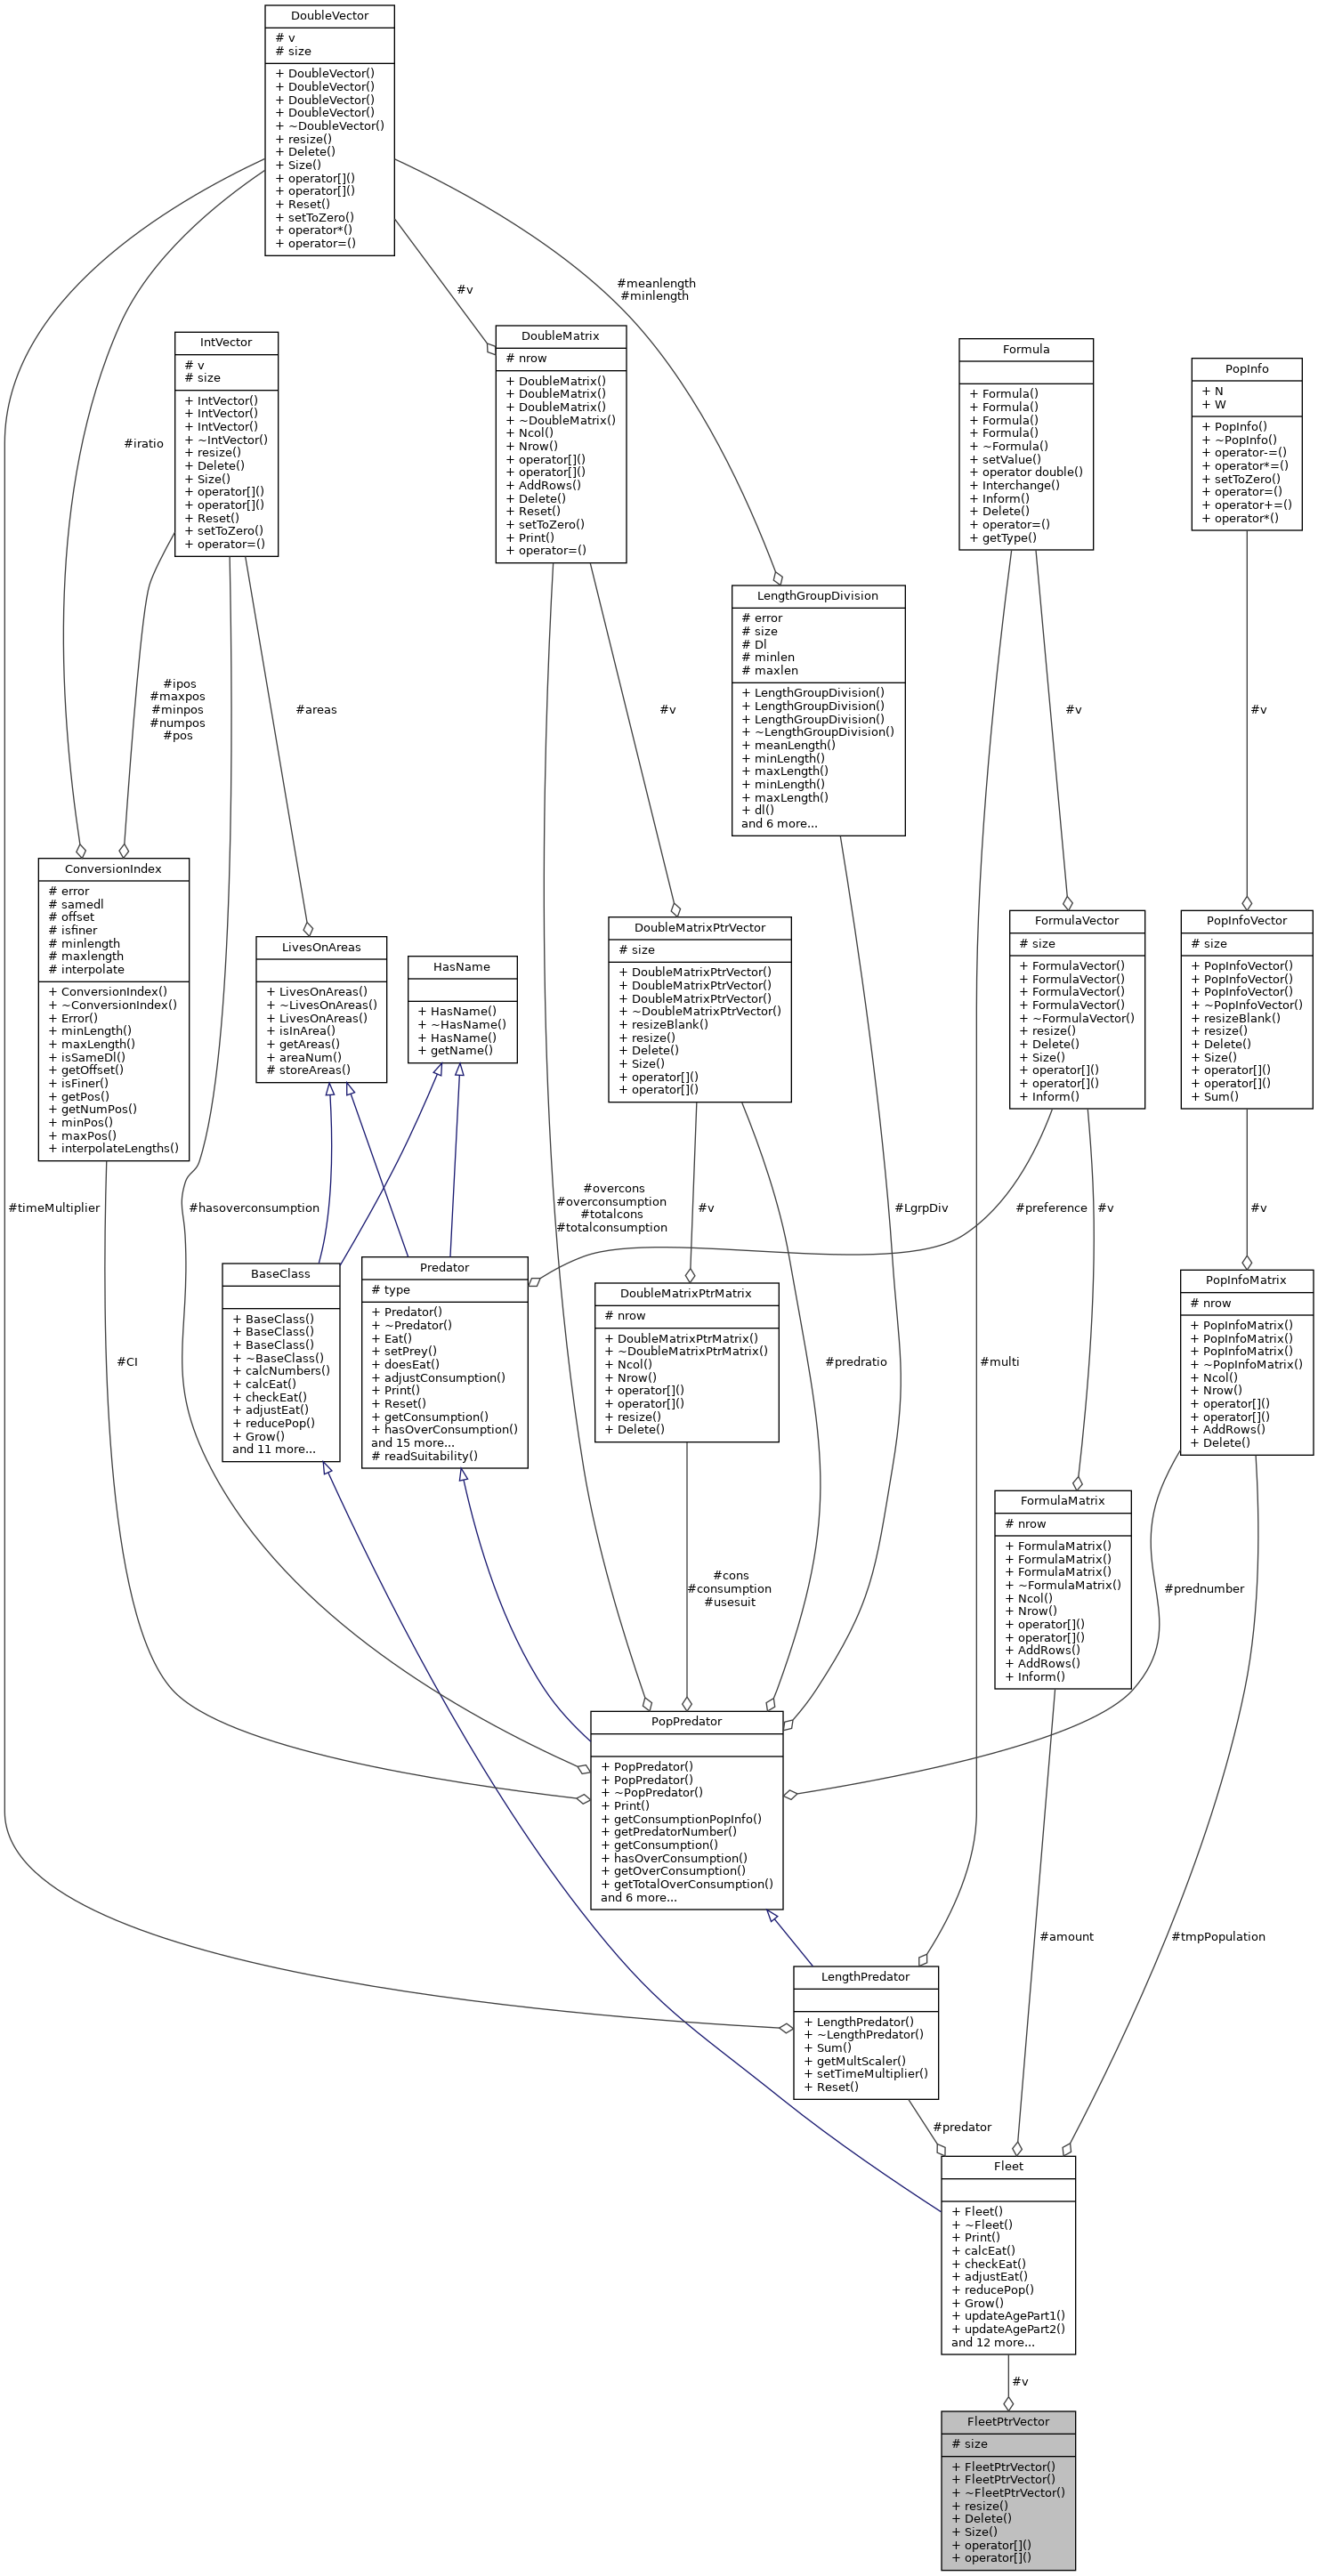 DoubleVector
# v
# size
+ DoubleVector()
+ DoubleVector()
+ DoubleVector()
+ DoubleVector()
+ ~DoubleVector()
+ resize()
+ Delete()
+ Size()
+ operator[]()
+ operator[]()
+ Reset()
+ setToZero()
+ operator*()
+ operator=()
#meanlength
#minlength
#v
IntVector
# v
# size
+ IntVector()
+ IntVector()
+ IntVector()
+ ~IntVector()
+ resize()
+ Delete()
+ Size()
+ operator[]()
+ operator[]()
+ Reset()
+ setToZero()
+ operator=()
DoubleMatrix
# nrow
+ DoubleMatrix()
+ DoubleMatrix()
+ DoubleMatrix()
+ ~DoubleMatrix()
+ Ncol()
+ Nrow()
+ operator[]()
+ operator[]()
+ AddRows()
+ Delete()
+ Reset()
+ setToZero()
+ Print()
+ operator=()
Formula
+ Formula()
+ Formula()
+ Formula()
+ Formula()
+ ~Formula()
+ setValue()
+ operator double()
+ Interchange()
+ Inform()
+ Delete()
+ operator=()
+ getType()
PopInfo
+ N
+ W
+ PopInfo()
+ ~PopInfo()
+ operator-=()
+ operator*=()
+ setToZero()
+ operator=()
+ operator+=()
+ operator*()
#iratio
LengthGroupDivision
# error
# size
# Dl
# minlen
# maxlen
+ LengthGroupDivision()
+ LengthGroupDivision()
+ LengthGroupDivision()
+ ~LengthGroupDivision()
+ meanLength()
+ minLength()
+ maxLength()
+ minLength()
+ maxLength()
+ dl()
and 6 more...
#ipos
#maxpos
#minpos
#numpos
#pos
#areas
#v
#v
#v
ConversionIndex
# error
# samedl
# offset
# isfiner
# minlength
# maxlength
# interpolate
+ ConversionIndex()
+ ~ConversionIndex()
+ Error()
+ minLength()
+ maxLength()
+ isSameDl()
+ getOffset()
+ isFiner()
+ getPos()
+ getNumPos()
+ minPos()
+ maxPos()
+ interpolateLengths()
LivesOnAreas
+ LivesOnAreas()
+ ~LivesOnAreas()
+ LivesOnAreas()
+ isInArea()
+ getAreas()
+ areaNum()
# storeAreas()
HasName
+ HasName()
+ ~HasName()
+ HasName()
+ getName()
DoubleMatrixPtrVector
# size
+ DoubleMatrixPtrVector()
+ DoubleMatrixPtrVector()
+ DoubleMatrixPtrVector()
+ ~DoubleMatrixPtrVector()
+ resizeBlank()
+ resize()
+ Delete()
+ Size()
+ operator[]()
+ operator[]()
FormulaVector
# size
+ FormulaVector()
+ FormulaVector()
+ FormulaVector()
+ FormulaVector()
+ ~FormulaVector()
+ resize()
+ Delete()
+ Size()
+ operator[]()
+ operator[]()
+ Inform()
PopInfoVector
# size
+ PopInfoVector()
+ PopInfoVector()
+ PopInfoVector()
+ ~PopInfoVector()
+ resizeBlank()
+ resize()
+ Delete()
+ Size()
+ operator[]()
+ operator[]()
+ Sum()
#timeMultiplier
#hasoverconsumption
#overcons
#overconsumption
#totalcons
#totalconsumption
#v
#LgrpDiv
#preference
#v
#v
BaseClass
+ BaseClass()
+ BaseClass()
+ BaseClass()
+ ~BaseClass()
+ calcNumbers()
+ calcEat()
+ checkEat()
+ adjustEat()
+ reducePop()
+ Grow()
and 11 more...
Predator
# type
+ Predator()
+ ~Predator()
+ Eat()
+ setPrey()
+ doesEat()
+ adjustConsumption()
+ Print()
+ Reset()
+ getConsumption()
+ hasOverConsumption()
and 15 more...
# readSuitability()
DoubleMatrixPtrMatrix
# nrow
+ DoubleMatrixPtrMatrix()
+ ~DoubleMatrixPtrMatrix()
+ Ncol()
+ Nrow()
+ operator[]()
+ operator[]()
+ resize()
+ Delete()
PopInfoMatrix
# nrow
+ PopInfoMatrix()
+ PopInfoMatrix()
+ PopInfoMatrix()
+ ~PopInfoMatrix()
+ Ncol()
+ Nrow()
+ operator[]()
+ operator[]()
+ AddRows()
+ Delete()
#CI
#predratio
#multi
FormulaMatrix
# nrow
+ FormulaMatrix()
+ FormulaMatrix()
+ FormulaMatrix()
+ ~FormulaMatrix()
+ Ncol()
+ Nrow()
+ operator[]()
+ operator[]()
+ AddRows()
+ AddRows()
+ Inform()
#cons
#consumption
#usesuit
#prednumber
PopPredator
+ PopPredator()
+ PopPredator()
+ ~PopPredator()
+ Print()
+ getConsumptionPopInfo()
+ getPredatorNumber()
+ getConsumption()
+ hasOverConsumption()
+ getOverConsumption()
+ getTotalOverConsumption()
and 6 more...
#amount
#tmpPopulation
LengthPredator
+ LengthPredator()
+ ~LengthPredator()
+ Sum()
+ getMultScaler()
+ setTimeMultiplier()
+ Reset()
#predator
Fleet
+ Fleet()
+ ~Fleet()
+ Print()
+ calcEat()
+ checkEat()
+ adjustEat()
+ reducePop()
+ Grow()
+ updateAgePart1()
+ updateAgePart2()
and 12 more...
#v
FleetPtrVector
# size
+ FleetPtrVector()
+ FleetPtrVector()
+ ~FleetPtrVector()
+ resize()
+ Delete()
+ Size()
+ operator[]()
+ operator[]()